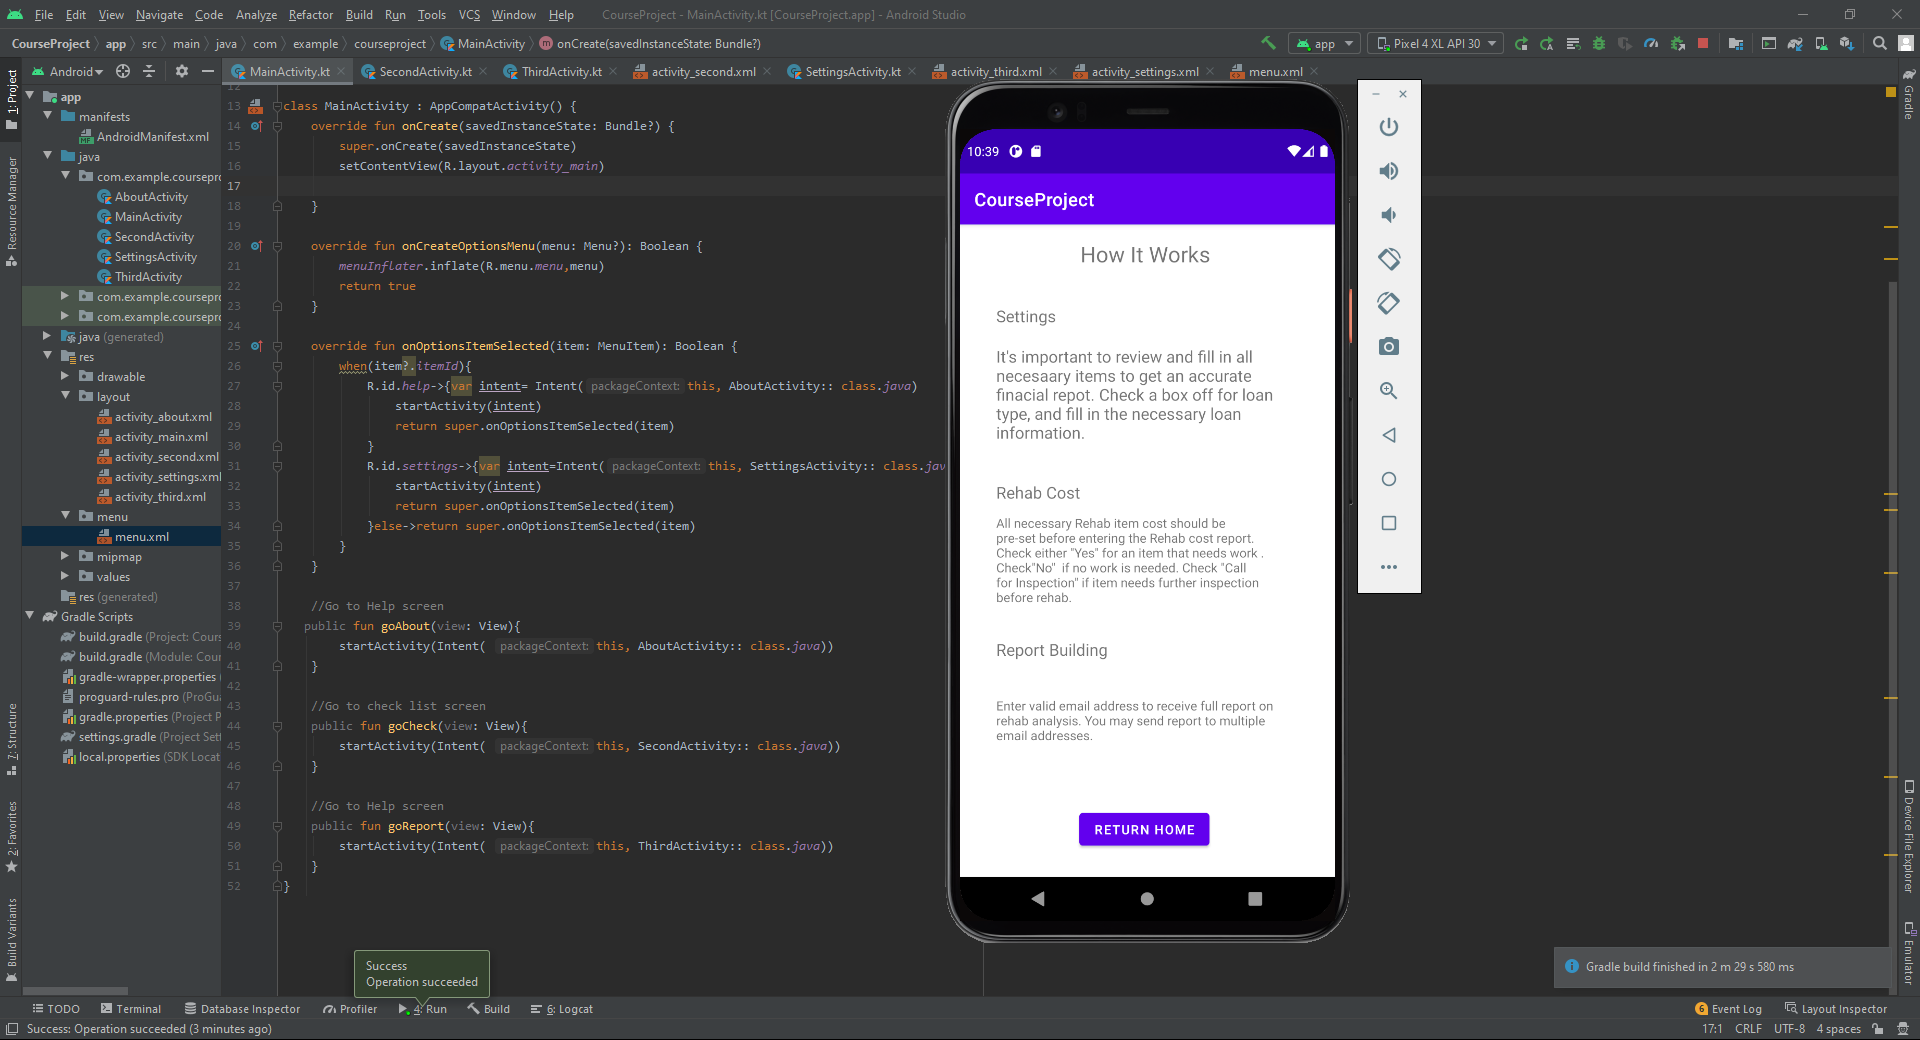 File Edit View Navigate Code Analyze Refactor Build Run Tools VCS Window Help CourseProject - MainActivity.kt [CourseProject.app] - Android Studio
CourseProject app src main java com example courseproject MainActivity onCreate(savedInstanceState: Bundle?) app Pixel 4 XL API 30
Android
MainActivity.kt SecondActivity.kt ThirdActivity.kt activity_second.xml SettingsActivity.kt activity_third.xml activity_settings.xml menu.xml
1: Project
Resource Manager
7: Structure
2: Favorites
Build Variants
app
manifests
AndroidManifest.xml
java
com.example.coursepro
AboutActivity
MainActivity
SecondActivity
SettingsActivity
ThirdActivity
com.example.coursepro
com.example.coursepro
java (generated)
res
drawable
layout
activity_about.xml
activity_main.xml
activity_second.xml
activity_settings.xml
activity_third.xml
menu
menu.xml
mipmap
values
res (generated)
Gradle Scripts
build.gradle (Project: Cours
build.gradle (Module: Cour
gradle-wrapper.properties
proguard-rules.pro (ProGua
gradle.properties (Project P
settings.gradle (Project Sett
local.properties (SDK Locat
12
13 class MainActivity : AppCompatActivity() {
14 override fun onCreate(savedInstanceState: Bundle?) {
15 super.onCreate(savedInstanceState)
16 setContentView(R.layout.activity_main)
17
18 }
19
20 override fun onCreateOptionsMenu(menu: Menu?): Boolean {
21 menuInflater.inflate(R.menu.menu,menu)
22 return true
23 }
24
25 override fun onOptionsItemSelected(item: MenuItem): Boolean {
26 when(item?.itemId){
27 R.id.help->{var intent= Intent( packageContext: this, AboutActivity:: class.java)
28 startActivity(intent)
29 return super.onOptionsItemSelected(item)
30 }
31 R.id.settings->{var intent=Intent( packageContext: this, SettingsActivity:: class.jav
32 startActivity(intent)
33 return super.onOptionsItemSelected(item)
34 }else->return super.onOptionsItemSelected(item)
35 }
36 }
37
38 //Go to Help screen
39 public fun goAbout(view: View){
40 startActivity(Intent( packageContext: this, AboutActivity:: class.java))
41 }
42
43 //Go to check list screen
44 public fun goCheck(view: View){
45 startActivity(Intent( packageContext: this, SecondActivity:: class.java))
46 }
47
48 //Go to Help screen
49 public fun goReport(view: View){
50 startActivity(Intent( packageContext: this, ThirdActivity:: class.java))
51 }
52 }
10:39
CourseProject
How It Works
Settings
It's important to review and fill in all
necesaary items to get an accurate
finacial repot. Check a box off for loan
type, and fill in the necessary loan
information.
Rehab Cost
All necessary Rehab item cost should be
pre-set before entering the Rehab cost report.
Check either "Yes" for an item that needs work .
Check"No" if no work is needed. Check "Call
for Inspection" if item needs further inspection
before rehab.
Report Building
Enter valid email address to receive full report on
rehab analysis. You may send report to multiple
email addresses.
RETURN HOME
Gradle
Device File Explorer
Emulator
Success
Operation succeeded
Gradle build finished in 2 m 29 s 580 ms
TODO Terminal Database Inspector Profiler 4: Run Build 6: Logcat 6 Event Log Layout Inspector
Success: Operation succeeded (3 minutes ago) 17:1 CRLF UTF-8 4 spaces